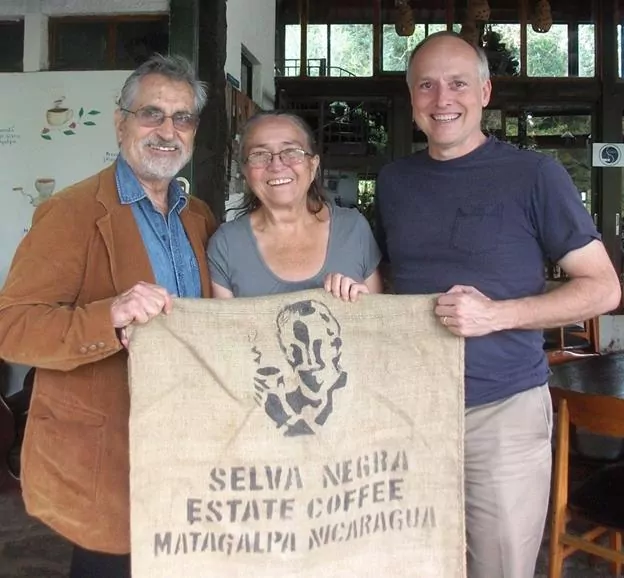 SELVA NEGRA
ESTATE COFFEE
MATAGALPA NICARAGUA